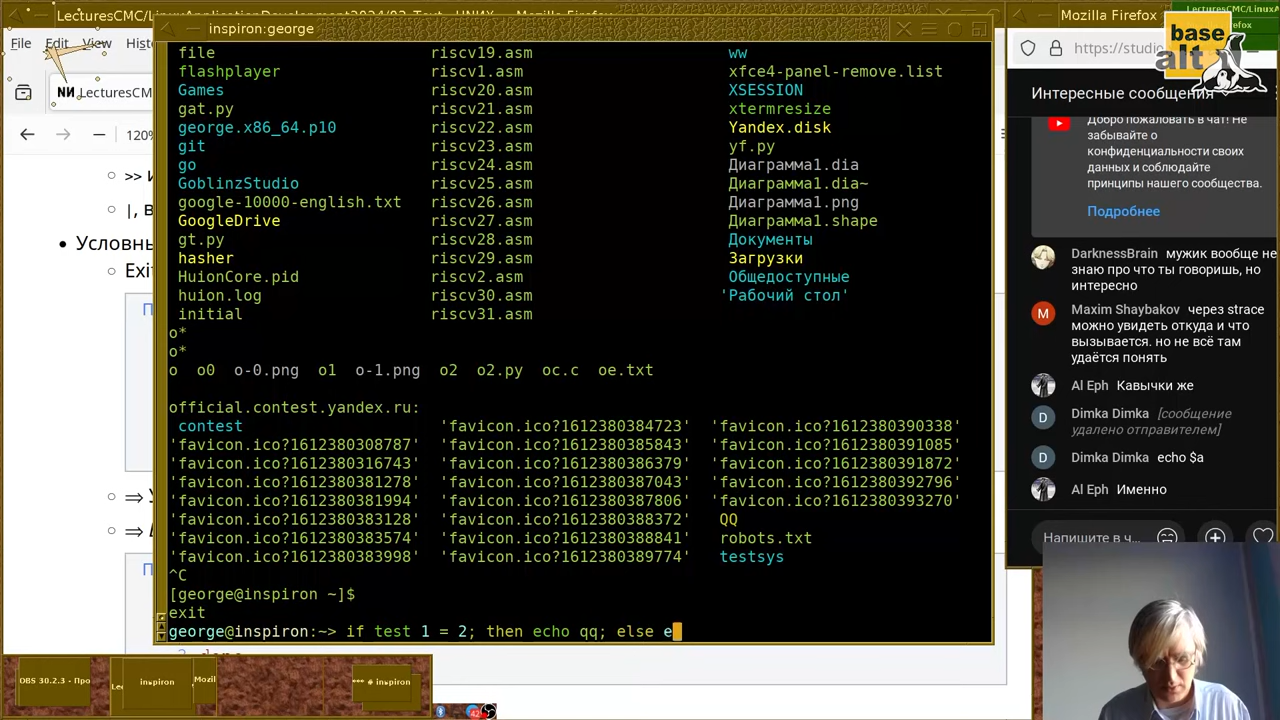 LecturesCMC/LinuxApplicationDevelopment2024/02_Text - UNИX — Mozilla Firefox
inspiron:george
Mozilla Firefox
LecturesCMC/Linux
File Edit View Hist
https://studio
base
alt
LecturesCMC
120%
file riscv19.asm ww
flashplayer riscv1.asm xfce4-panel-remove.list
Games riscv20.asm XSESSION
gat.py riscv21.asm xtermresize
george.x86_64.p10 riscv22.asm Yandex.disk
git riscv23.asm yf.py
go riscv24.asm Диаграмма1.dia
GoblinzStudio riscv25.asm Диаграмма1.dia~
google-10000-english.txt riscv26.asm Диаграмма1.png
GoogleDrive riscv27.asm Диаграмма1.shape
gt.py riscv28.asm Документы
hasher riscv29.asm Загрузки
HuionCore.pid riscv2.asm Общедоступные
huion.log riscv30.asm 'Рабочий стол'
initial riscv31.asm
o*
o*
o o0 o-0.png o1 o-1.png o2 o2.py oc.c oe.txt
official.contest.yandex.ru:
contest 'favicon.ico?1612380384723' 'favicon.ico?1612380390338'
'favicon.ico?1612380308787' 'favicon.ico?1612380385843' 'favicon.ico?1612380391085'
'favicon.ico?1612380316743' 'favicon.ico?1612380386379' 'favicon.ico?1612380391872'
'favicon.ico?1612380381278' 'favicon.ico?1612380387043' 'favicon.ico?1612380392796'
'favicon.ico?1612380381994' 'favicon.ico?1612380387806' 'favicon.ico?1612380393270'
'favicon.ico?1612380383128' 'favicon.ico?1612380388372' QQ
'favicon.ico?1612380383574' 'favicon.ico?1612380388841' robots.txt
'favicon.ico?1612380383998' 'favicon.ico?1612380389774' testsys
^C
[george@inspiron ~]$
exit
george@inspiron:~> if test 1 = 2; then echo qq; else e
>> и
|, в
Условны
Exit
⇒ У
Интересные сообщения
Добро пожаловать в чат! Не
забывайте о
конфиденциальности своих
данных и соблюдайте
принципы нашего сообщества.
Подробнее
DarknessBrain мужик вообще не
знаю про что ты говоришь, но
интересно
Maxim Shaybakov через strace
можно увидеть откуда и что
вызывается. но не всё там
удаётся понять
Al Eph Кавычки же
Dimka Dimka [сообщение
удалено отправителем]
Dimka Dimka echo $a
Al Eph Именно
Напишите в ч...
OBS 30.2.3 - Про
inspiron
Mozil
*** # inspiron